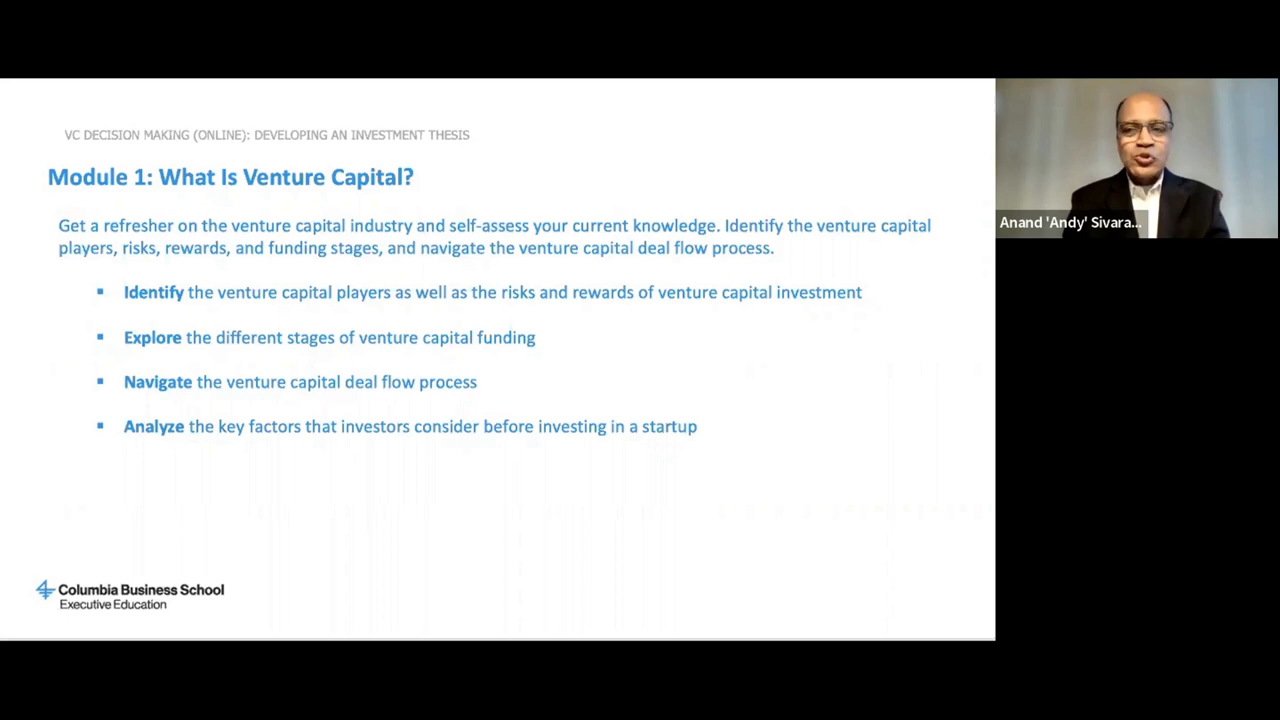 VC DECISION MAKING (ONLINE): DEVELOPING AN INVESTMENT THESIS
Module 1: What Is Venture Capital?
Get a refresher on the venture capital industry and self-assess your current knowledge. Identify the venture capital
players, risks, rewards, and funding stages, and navigate the venture capital deal flow process.
▪ Identify the venture capital players as well as the risks and rewards of venture capital investment
▪ Explore the different stages of venture capital funding
▪ Navigate the venture capital deal flow process
▪ Analyze the key factors that investors consider before investing in a startup
Columbia Business School
Executive Education
Anand 'Andy' Sivara...